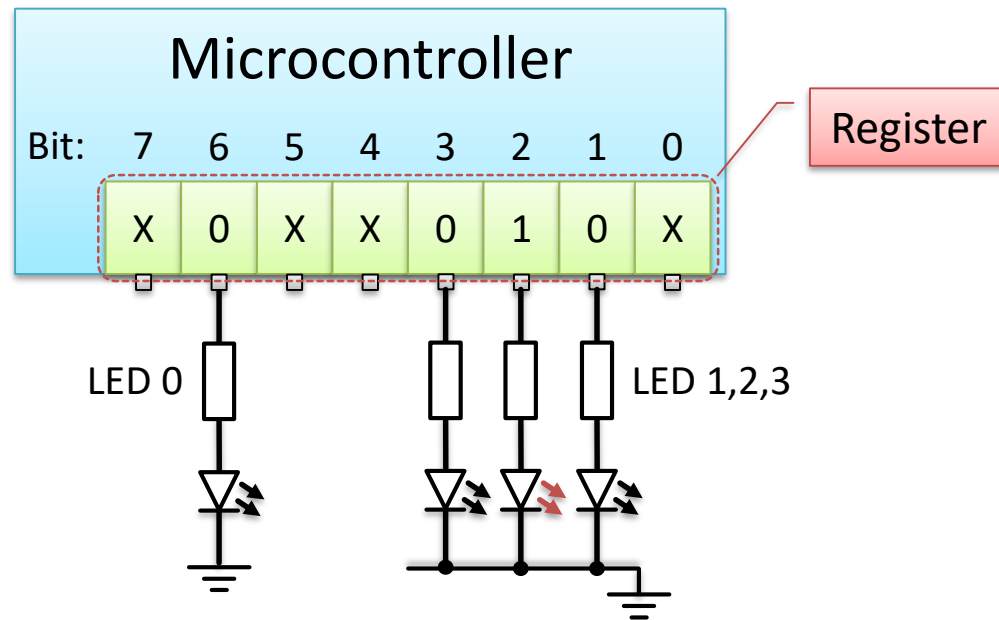 Microcontroller
Register
Bit: 7 6 5 4 3 2 1 0
X 0 X X 0 1 0 X
LED 0
LED 1,2,3